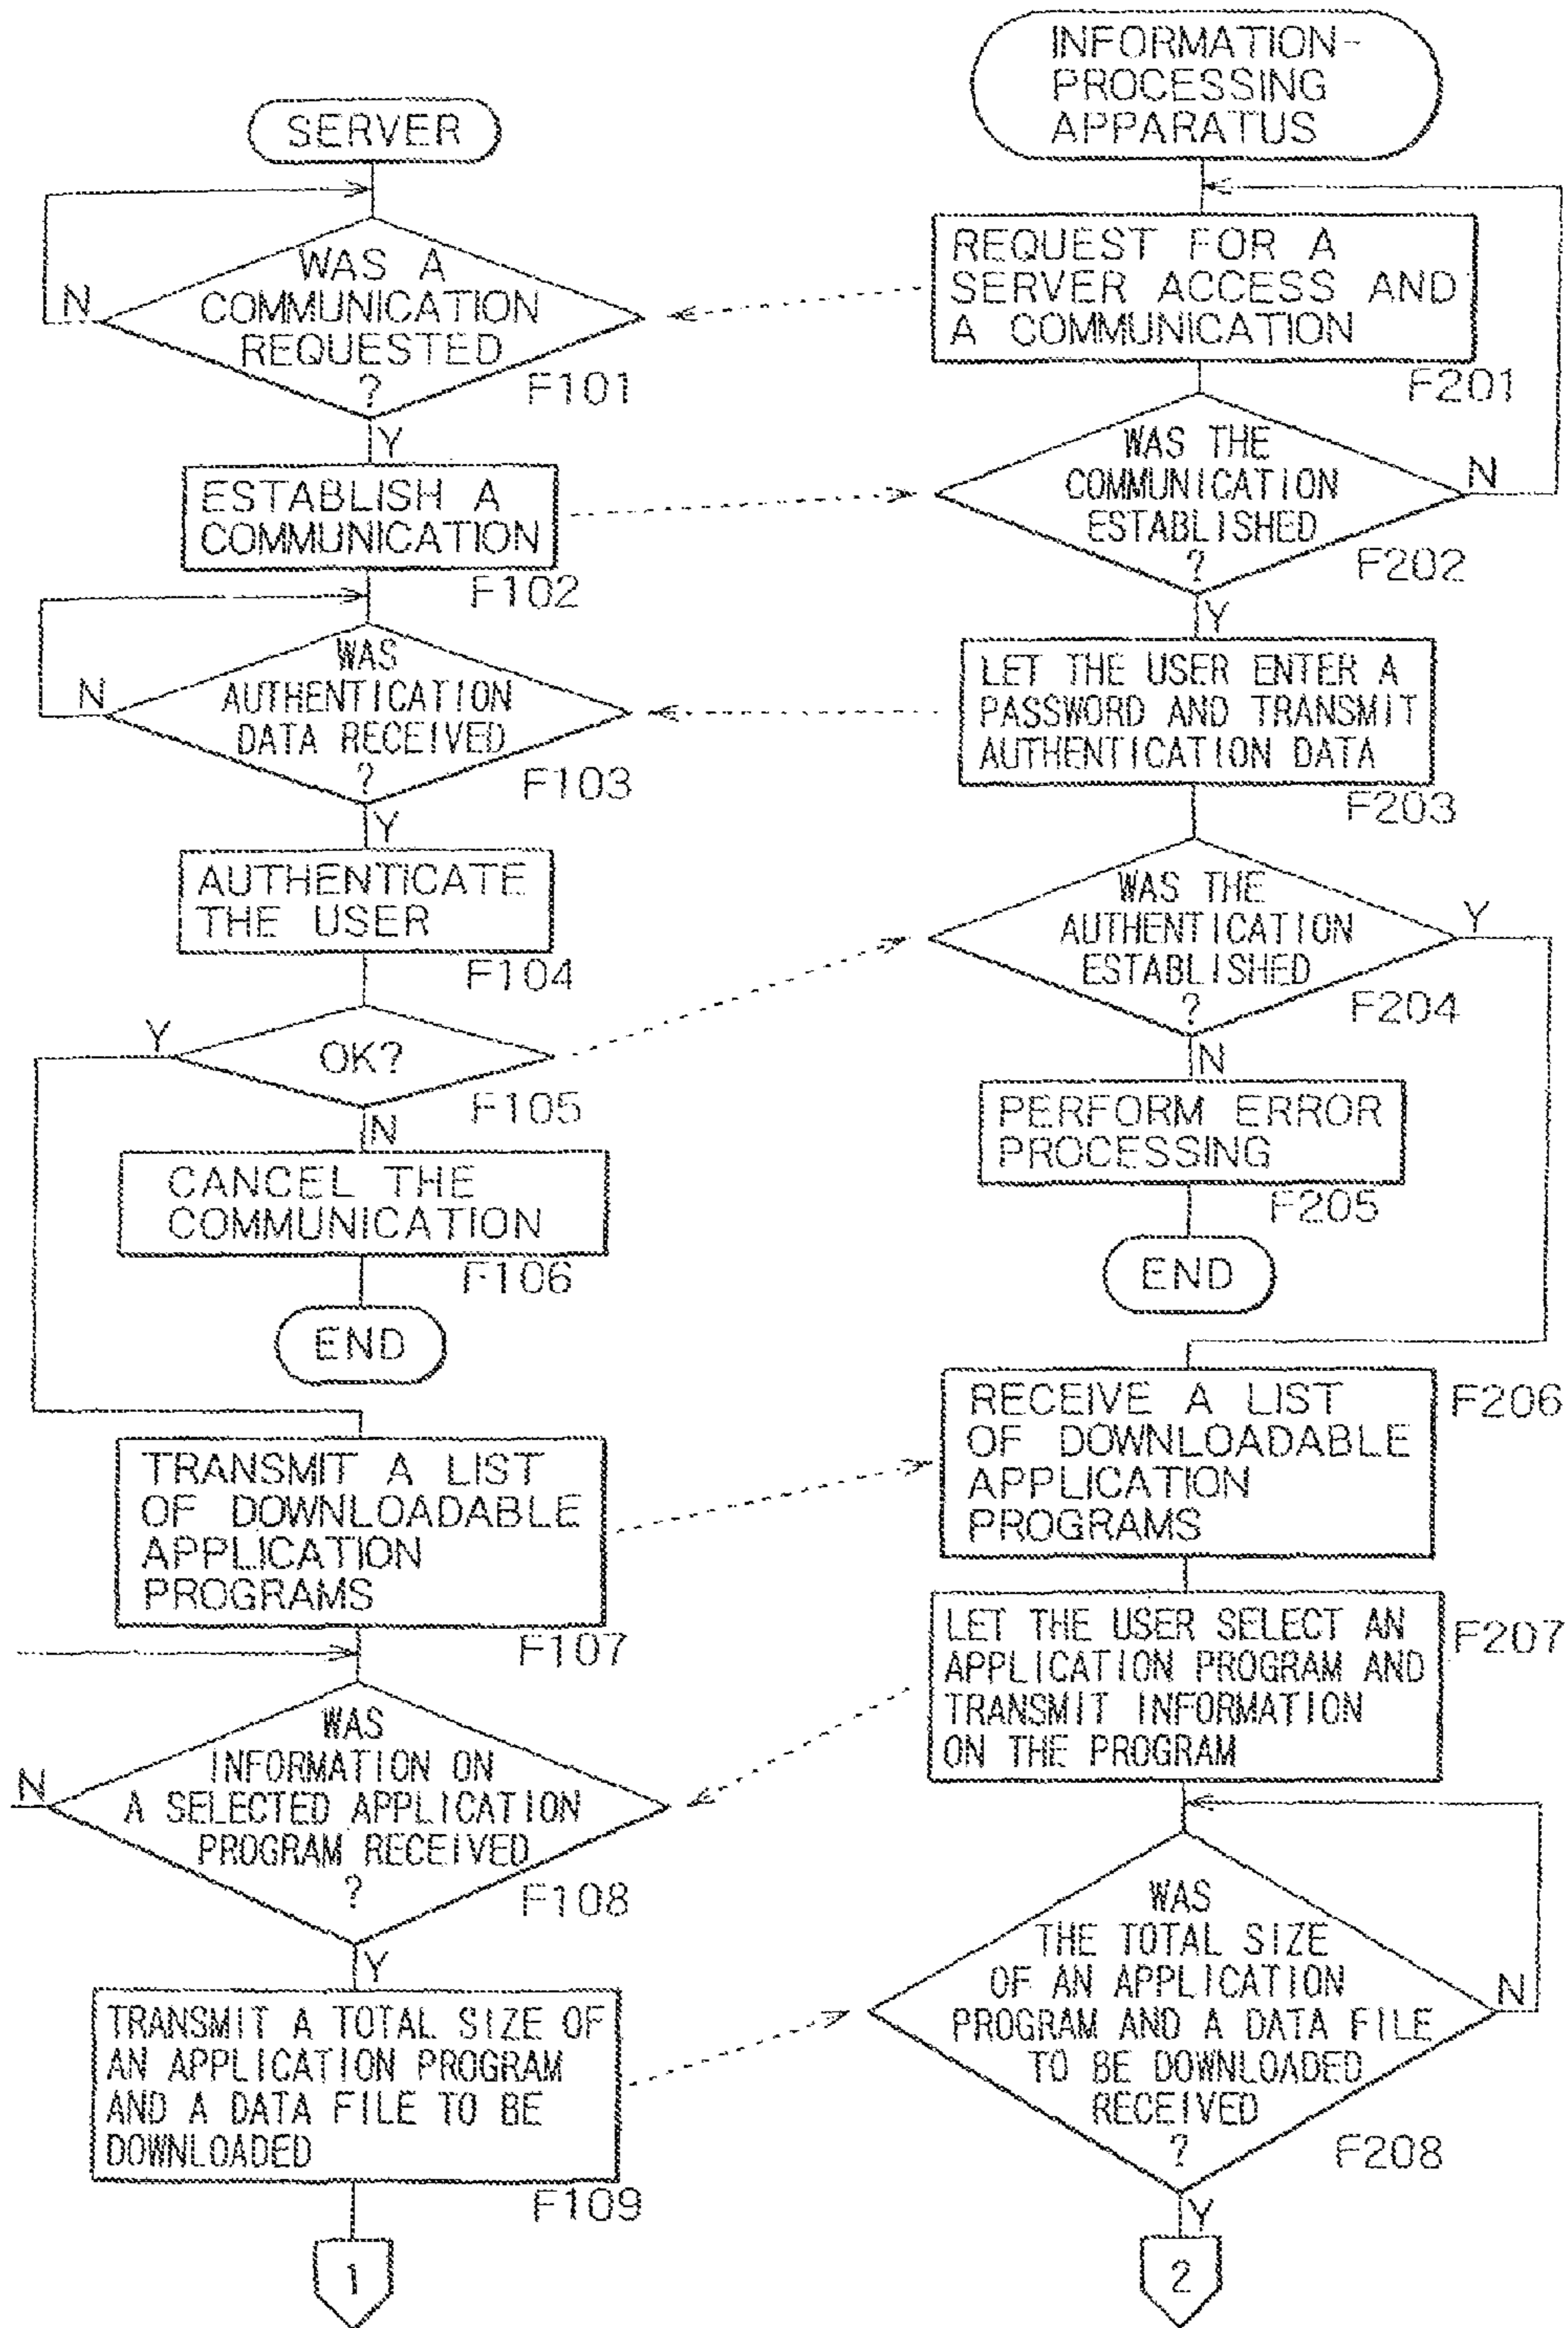 SERVER
N
WAS A
COMMUNICATION
REQUESTED
?
F101
Y
ESTABLISH A
COMMUNICATION
F102
N
WAS
AUTHENTICATION
DATA RECEIVED
?
F103
Y
AUTHENTICATE
THE USER
F104
Y
OK?
F105
N
CANCEL THE
COMMUNICATION
F106
END
TRANSMIT A LIST
OF DOWNLOADABLE
APPLICATION
PROGRAMS
F107
N
WAS
INFORMATION ON
A SELECTED APPLICATION
PROGRAM RECEIVED
?
F108
Y
TRANSMIT A TOTAL SIZE OF
AN APPLICATION PROGRAM
AND A DATA FILE TO BE
DOWNLOADED
F109
1
INFORMATION-
PROCESSING
APPARATUS
REQUEST FOR A
SERVER ACCESS AND
A COMMUNICATION
F201
WAS THE
COMMUNICATION
ESTABLISHED
?
N
F202
Y
LET THE USER ENTER A
PASSWORD AND TRANSMIT
AUTHENTICATION DATA
F203
WAS THE
AUTHENTICATION
ESTABLISHED
?
Y
F204
N
PERFORM ERROR
PROCESSING
F205
END
RECEIVE A LIST
OF DOWNLOADABLE
APPLICATION
PROGRAMS
F206
LET THE USER SELECT AN
APPLICATION PROGRAM AND
TRANSMIT INFORMATION
ON THE PROGRAM
F207
WAS
THE TOTAL SIZE
OF AN APPLICATION
PROGRAM AND A DATA FILE
TO BE DOWNLOADED
RECEIVED
?
N
F208
Y
2